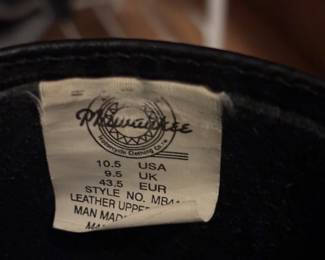 Milwaukee
Motorcycle Clothing Co.
10.5 USA
9.5 UK
43.5 EUR
STYLE NO.
LEATHER UPPER
MAN MADE